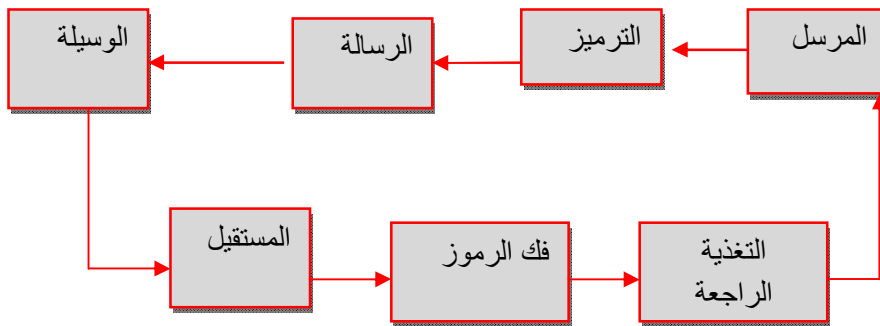 المرسل
الترميز
الرسالة
الوسيلة
المستقيل
فك الرموز
التغذية
الراجعة